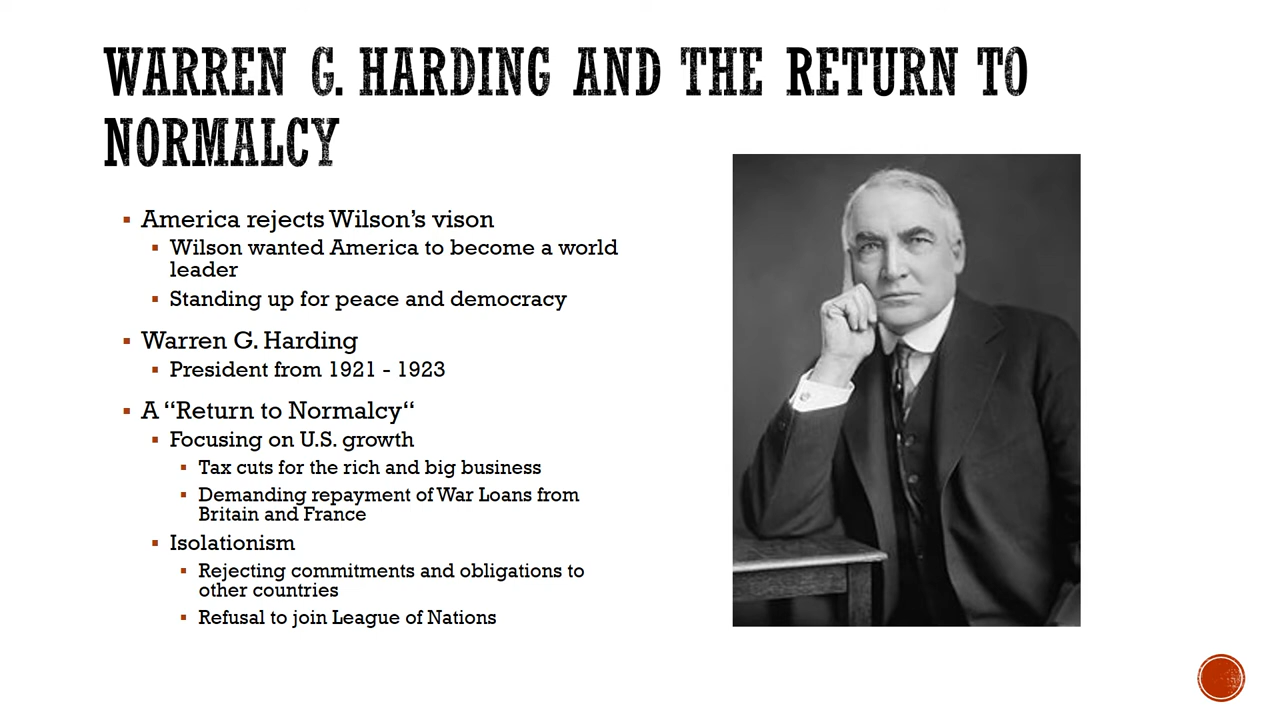 WARREN G. HARDING AND THE RETURN TO
NORMALCY
America rejects Wilson's vison
Wilson wanted America to become a world
leader
Standing up for peace and democracy
Warren G. Harding
President from 1921 - 1923
A “Return to Normalcy“
Focusing on U.S. growth
Tax cuts for the rich and big business
Demanding repayment of War Loans from
Britain and France
Isolationism
Rejecting commitments and obligations to
other countries
Refusal to join League of Nations